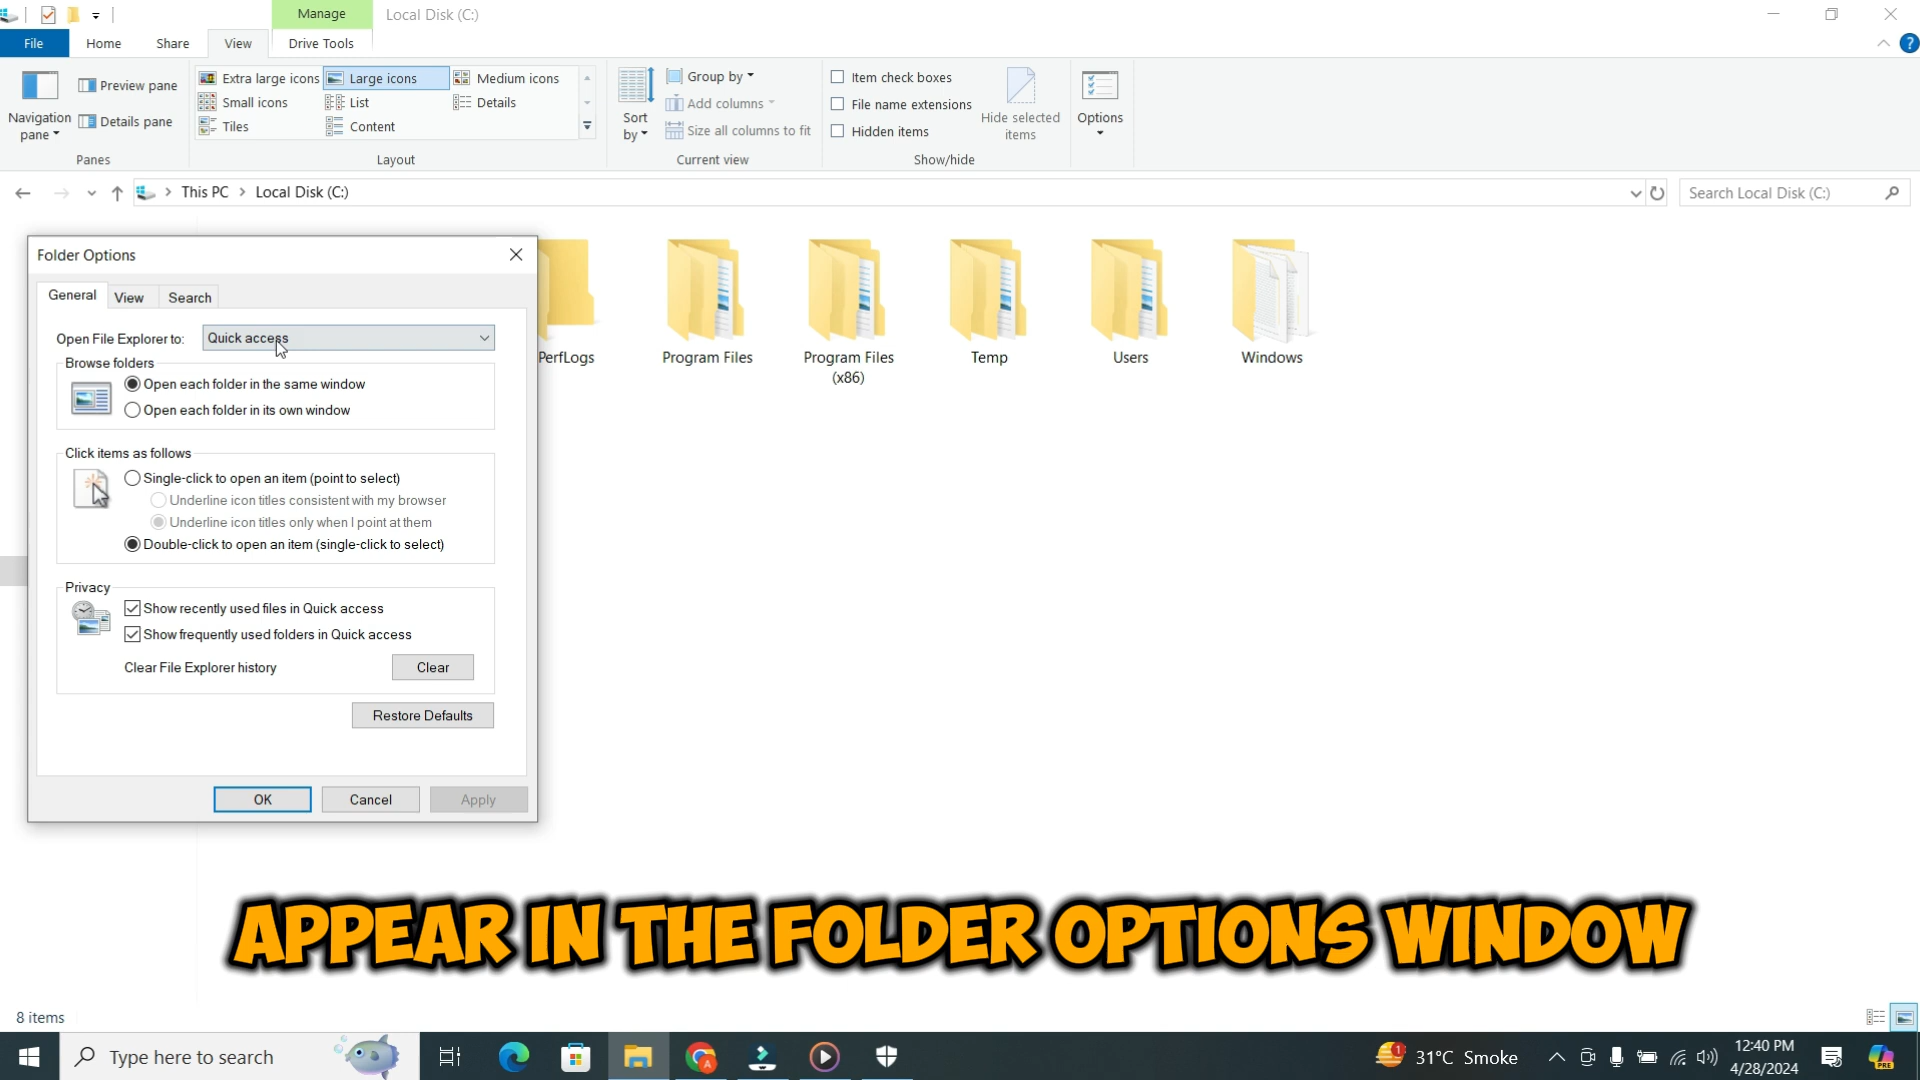 Manage
Local Disk (C:)
File
Home
Share
View
Drive Tools
Navigation pane
Preview pane
Details pane
Panes
Extra large icons
Large icons
Medium icons
Small icons
List
Details
Tiles
Content
Layout
Sort by
Group by
Add columns
Size all columns to fit
Current view
Item check boxes
File name extensions
Hidden items
Hide selected items
Show/hide
Options
This PC
Local Disk (C:)
Search Local Disk (C:)
Folder Options
General
View
Search
Open File Explorer to:
Quick access
Browse folders
Open each folder in the same window
Open each folder in its own window
Click items as follows
Single-click to open an item (point to select)
Underline icon titles consistent with my browser
Underline icon titles only when I point at them
Double-click to open an item (single-click to select)
Privacy
Show recently used files in Quick access
Show frequently used folders in Quick access
Clear File Explorer history
Clear
Restore Defaults
OK
Cancel
Apply
PerfLogs
Program Files
Program Files (x86)
Temp
Users
Windows
APPEAR IN THE FOLDER OPTIONS WINDOW
8 items
Type here to search
1
31°C Smoke
12:40 PM
4/28/2024
PRE